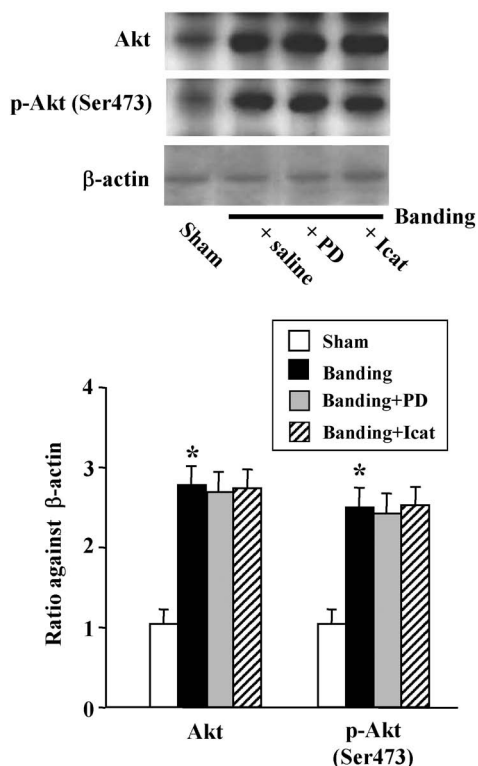 Akt
p-Akt (Ser473)
β-actin
Banding
Sham
+ saline
+ PD
+ Icat
Sham
Banding
Banding+PD
Banding+Icat
Ratio against β-actin
4
3
2
1
0
*
*
Akt
p-Akt
(Ser473)